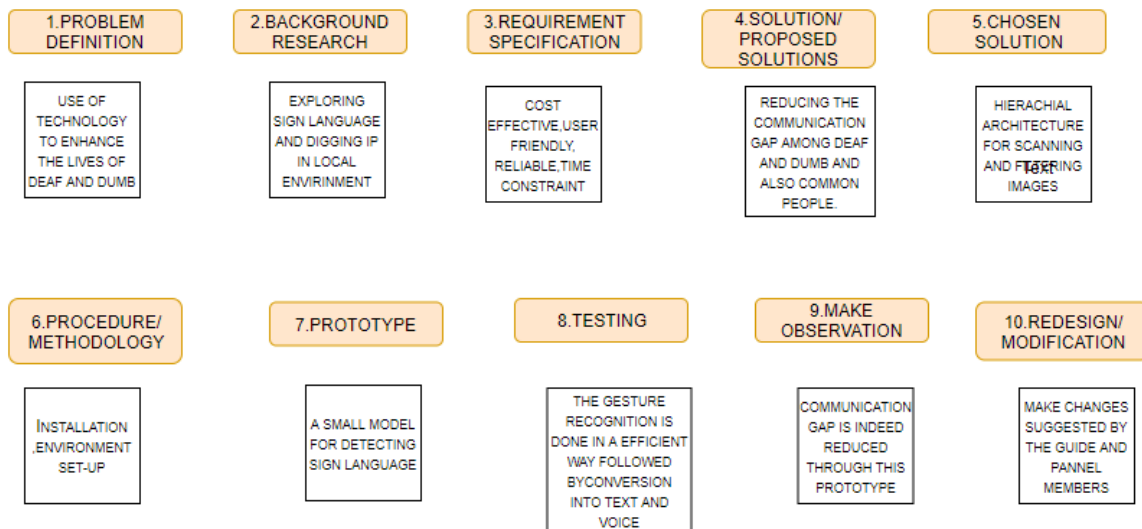 1.PROBLEM
DEFINITION
2.BACKGROUND
RESEARCH
3.REQUIREMENT
SPECIFICATION
4.SOLUTION/
PROPOSED
SOLUTIONS
5.CHOSEN
SOLUTION
USE OF
TECHNOLOGY
TO ENHANCE
THE LIVES OF
DEAF AND DUMB
EXPLORING
SIGN LANGUAGE
AND DIGGING IP
IN LOCAL
ENVIRINMENT
COST
EFFECTIVE,USER
FRIENDLY,
RELIABLE,TIME
CONSTRAINT
REDUCING THE
COMMUNICATION
GAP AMONG DEAF
AND DUMB AND
ALSO COMMON
PEOPLE.
HIERACHIAL
ARCHITECTURE
FOR SCANNING
AND FILTERING
Text
IMAGES
6.PROCEDURE/
METHODOLOGY
7.PROTOTYPE
8.TESTING
9.MAKE
OBSERVATION
10.REDESIGN/
MODIFICATION
INSTALLATION
,ENVIRONMENT
SET-UP
A SMALL MODEL
FOR DETECTING
SIGN LANGUAGE
THE GESTURE
RECOGNITION IS
DONE IN A EFFICIENT
WAY FOLLOWED
BYCONVERSION
INTO TEXT AND
VOICE
COMMUNICATION
GAP IS INDEED
REDUCED
THROUGH THIS
PROTOTYPE
MAKE CHANGES
SUGGESTED BY
THE GUIDE AND
PANNEL
MEMBERS